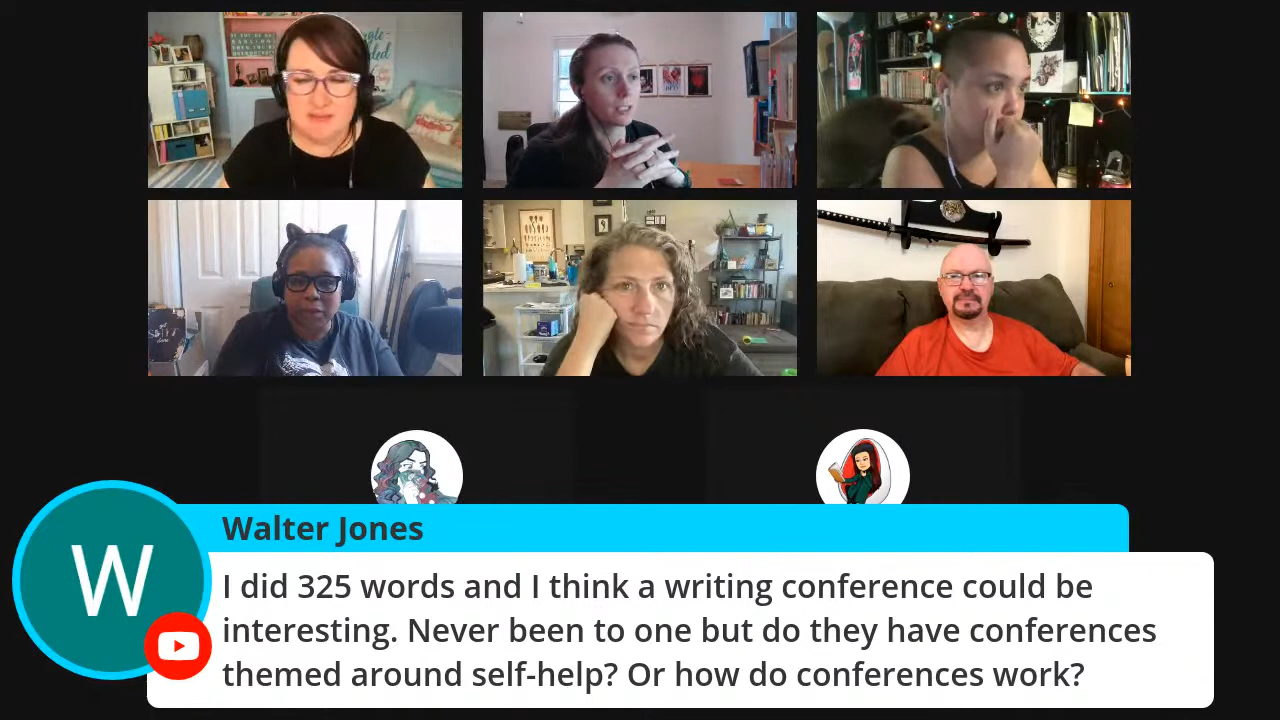 Walter Jones
W
I did 325 words and I think a writing conference could be
interesting. Never been to one but do they have conferences
themed around self-help? Or how do conferences work?